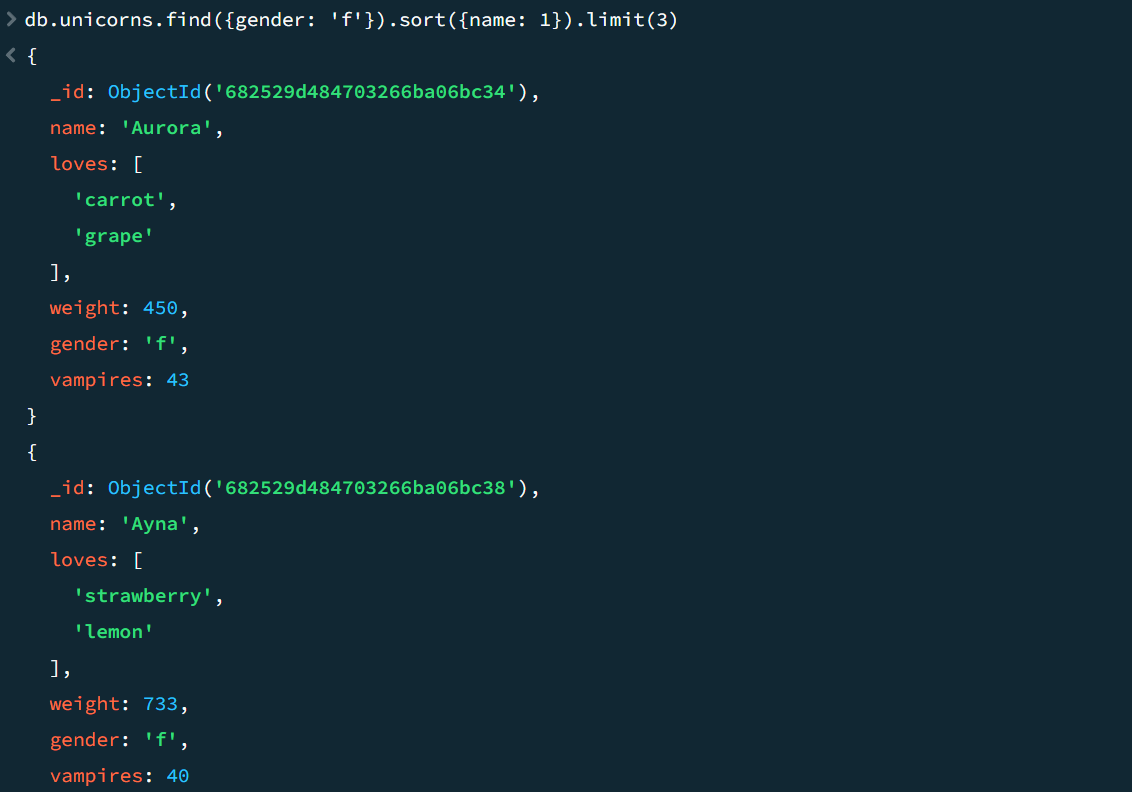 > db.unicorns.find({gender: 'f'}).sort({name: 1}).limit(3)
< {
_id: ObjectId('682529d484703266ba06bc34'),
name: 'Aurora',
loves: [
'carrot',
'grape'
],
weight: 450,
gender: 'f',
vampires: 43
}
{
_id: ObjectId('682529d484703266ba06bc38'),
name: 'Ayna',
loves: [
'strawberry',
'lemon'
],
weight: 733,
gender: 'f',
vampires: 40